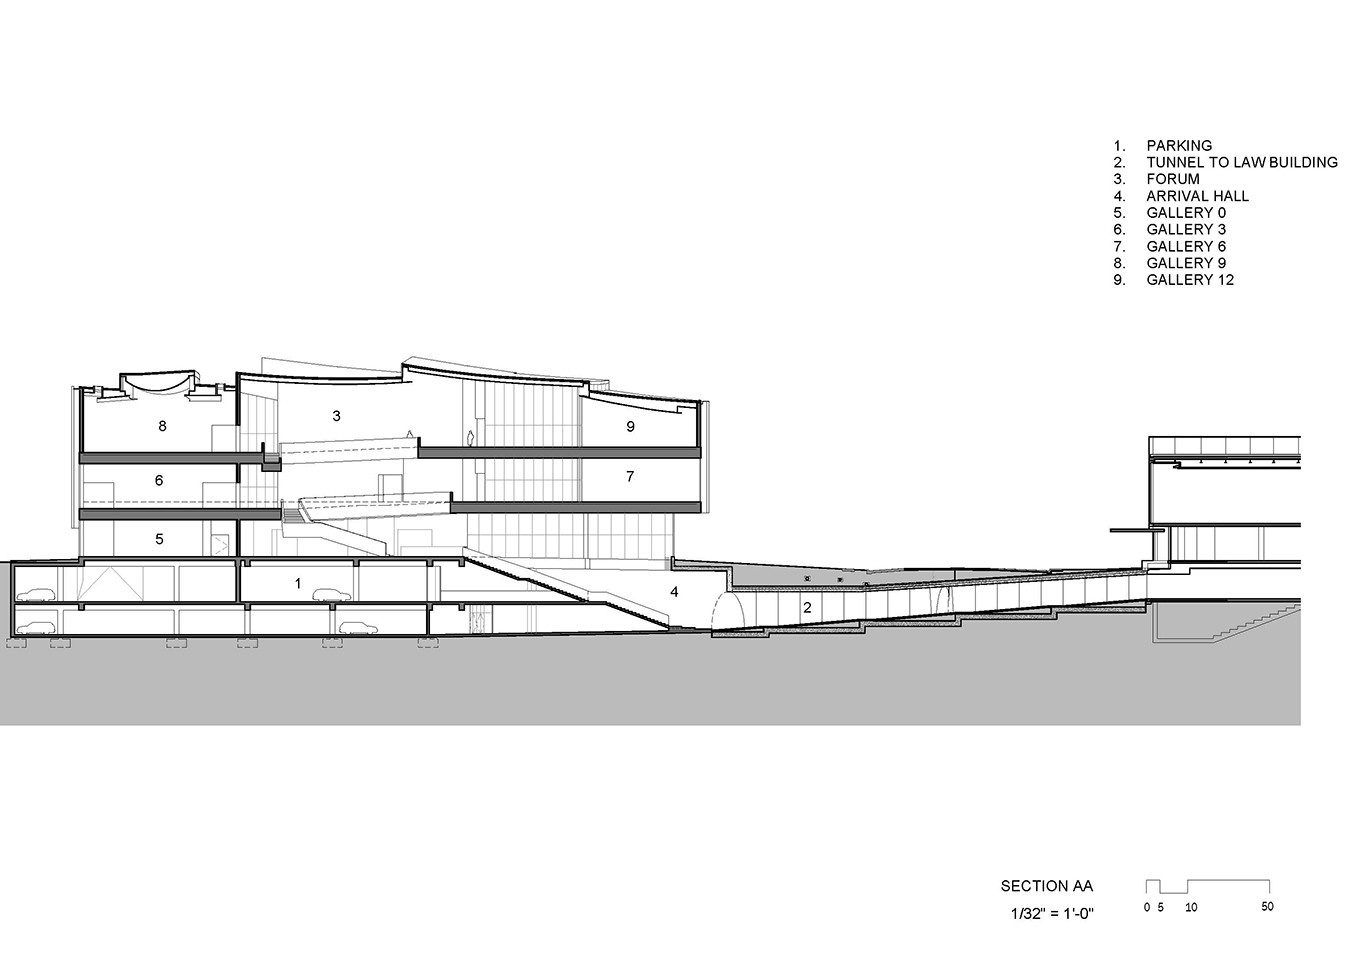 1. PARKING
2. TUNNEL TO LAW BUILDING
3. FORUM
4. ARRIVAL HALL
5. GALLERY 0
6. GALLERY 3
7. GALLERY 6
8. GALLERY 9
9. GALLERY 12
3
8
9
6
7
5
1
4
2
SECTION AA
1/32" = 1'-0"
0 5 10 50